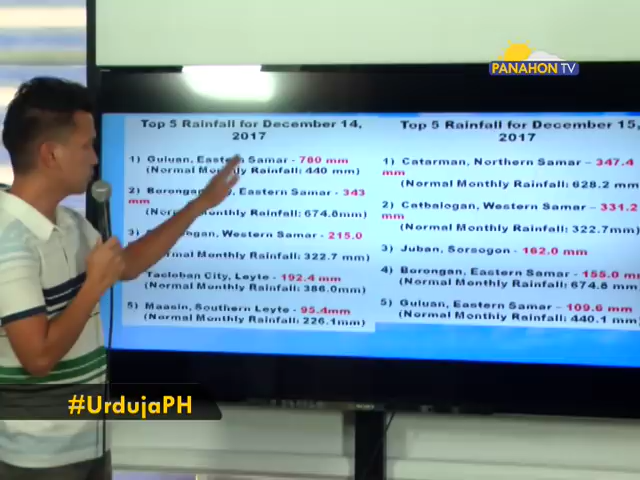 PANAHON TV
Top 5 Rainfall for December 14,
2017
1) Guiuan, Eastern Samar - 780 mm
(Normal Monthly Rainfall: 440 mm)
2) Borongan Eastern Samar - 343
mm
Monthly Rainfall: 674.8mm)
Western Samar - 215.0
Monthly Rainfall: 322.7 mm)
Tacloban City, Leyte - 192.4 mm
(Normal Monthly Rainfall: 386.0mm)
5) Maasin, Southern Leyte - 95.4mm
(Normal Monthly Rainfall: 226.1mm)
Top 5 Rainfall for December 15,
2017
1) Catarman, Northern Samar – 347.4
mm
(Normal Monthly Rainfall: 628.2 mm
2) Catbalogan, Western Samar – 331.2
mm
(Normal Monthly Rainfall: 322.7mm)
3) Juban, Sorsogon - 162.0 mm
4) Borongan, Eastern Samar – 155.0 m
(Normal Monthly Rainfall: 674.8 mm
5) Guiuan, Eastern Samar – 109.6 mm
(Normal Monthly Rainfall: 440.1 mm)
#UrdujaPH